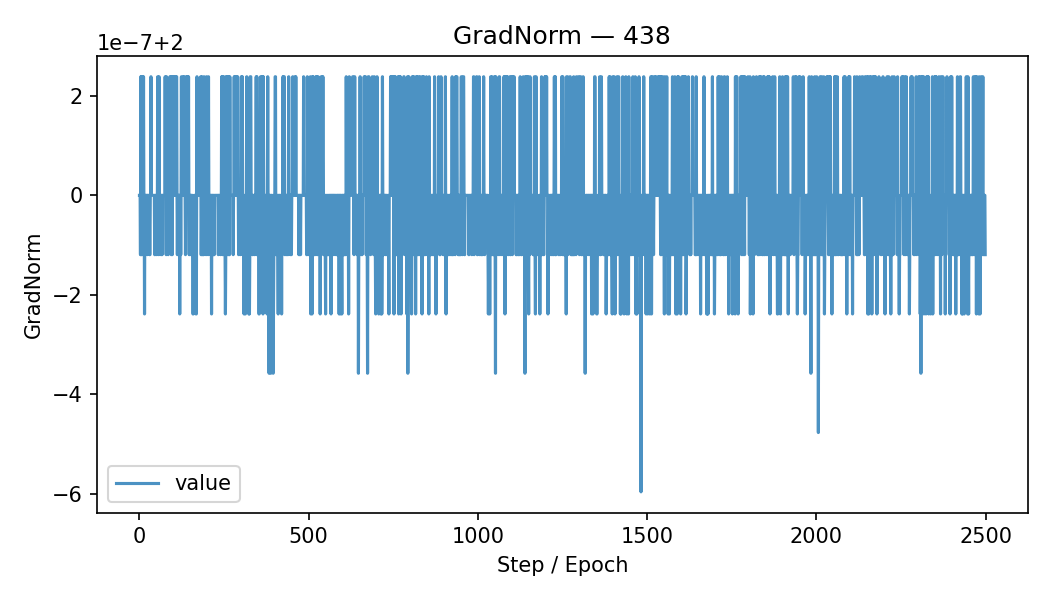 GradNorm — 438
1e−7+2
2
0
−2
−4
−6
GradNorm
value
0 500 1000 1500 2000 2500
Step / Epoch